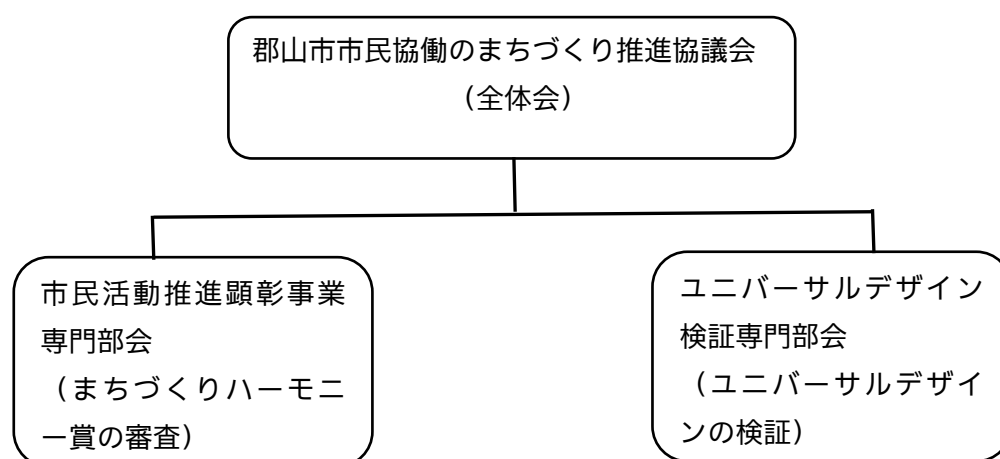 郡山市市民協働のまちづくり推進協議会
（全体会）
市民活動推進顕彰事業
専門部会
（まちづくりハーモニ
ー賞の審査）
ユニバーサルデザイン
検証専門部会
（ユニバーサルデザイ
ンの検証）